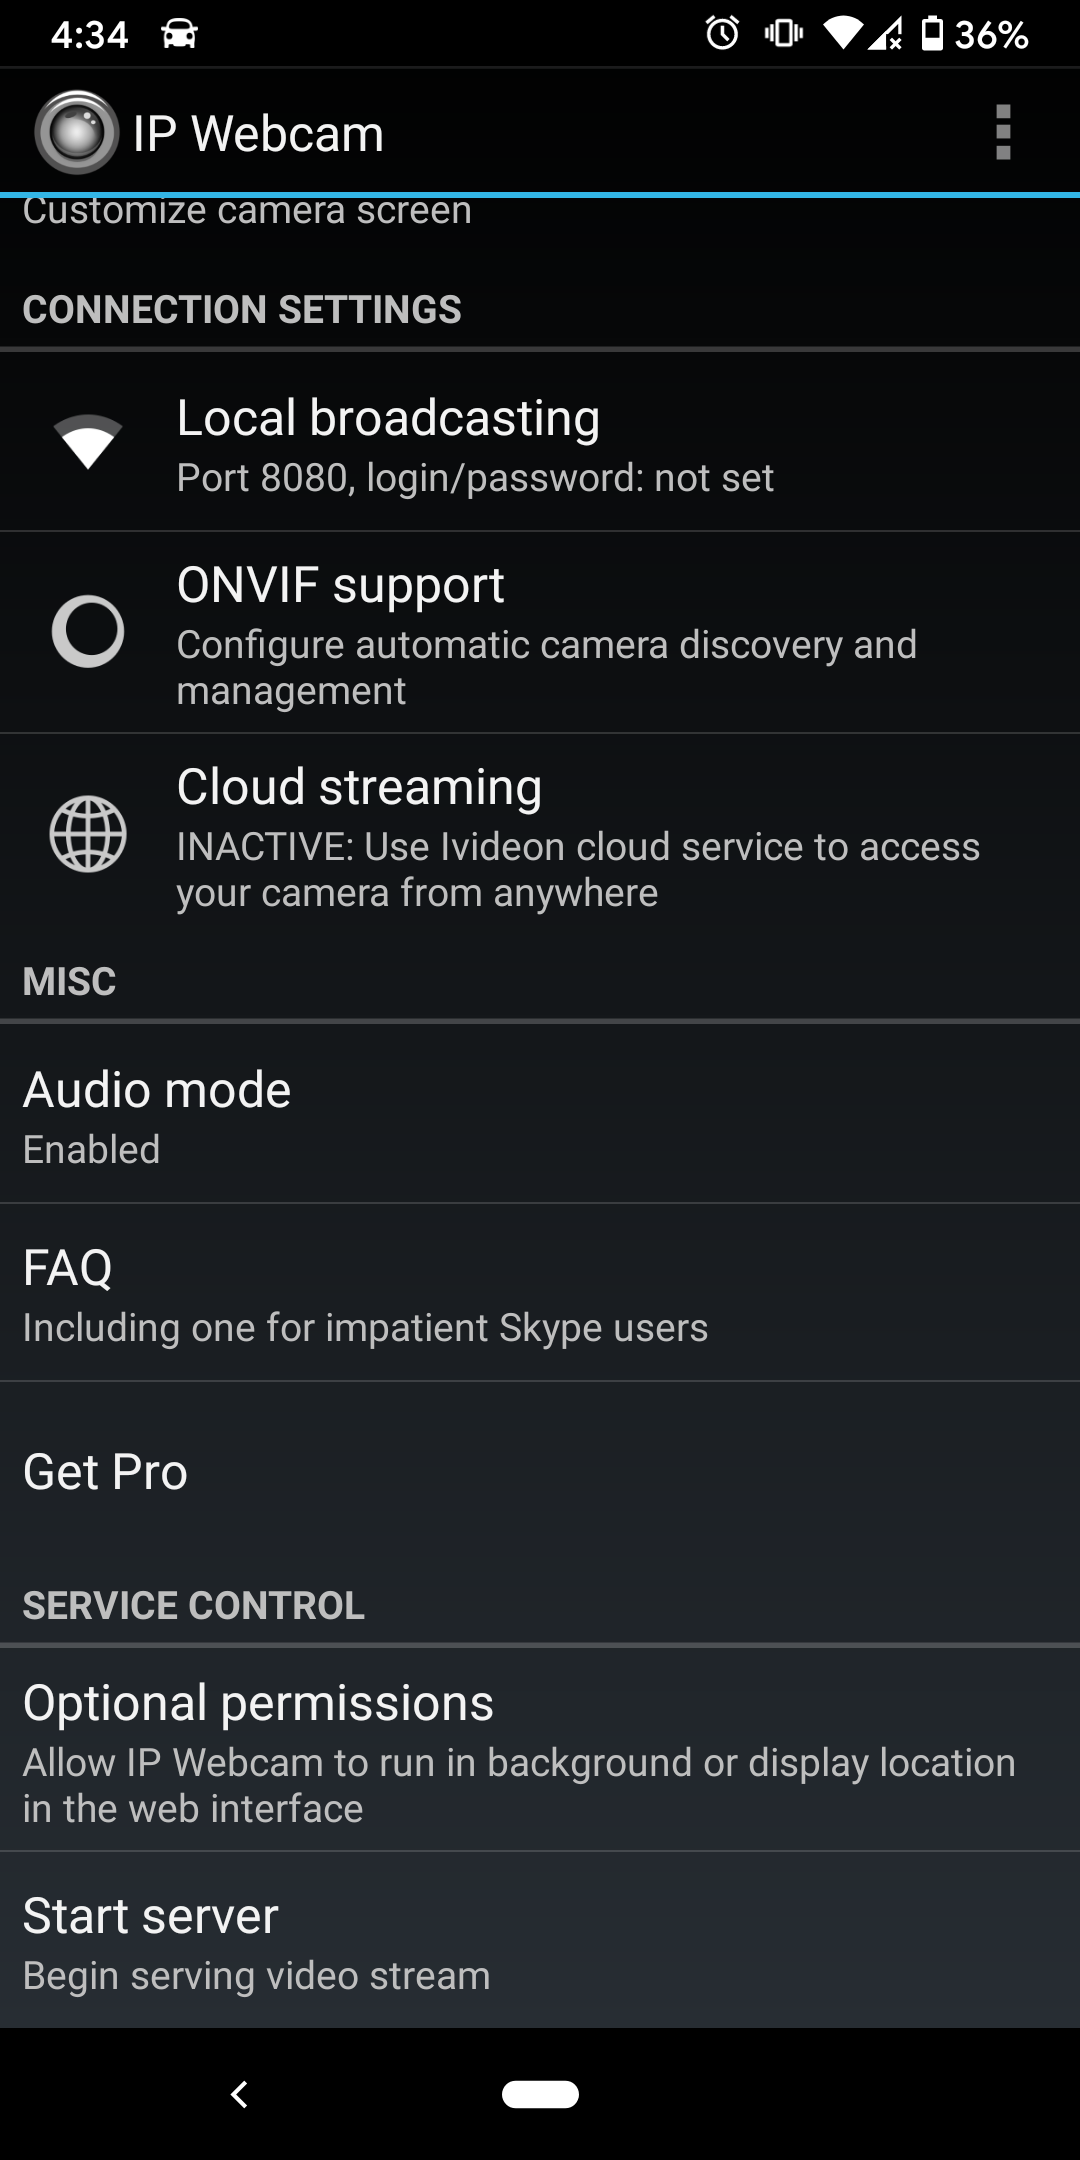 4:34
36%
IP Webcam
Customize camera screen
CONNECTION SETTINGS
Local broadcasting
Port 8080, login/password: not set
ONVIF support
Configure automatic camera discovery and
management
Cloud streaming
INACTIVE: Use Ivideon cloud service to access
your camera from anywhere
MISC
Audio mode
Enabled
FAQ
Including one for impatient Skype users
Get Pro
SERVICE CONTROL
Optional permissions
Allow IP Webcam to run in background or display location
in the web interface
Start server
Begin serving video stream